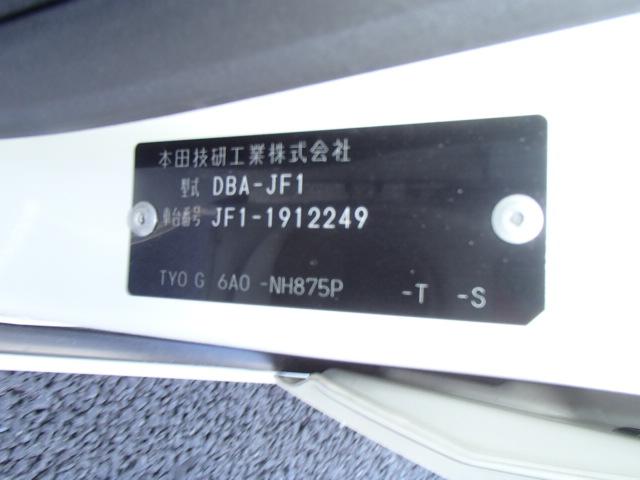 本田技研工業株式会社
型式 DBA-JF1
車台番号 JF1-1912249
TYO G 6A0 -NH875P -T -S